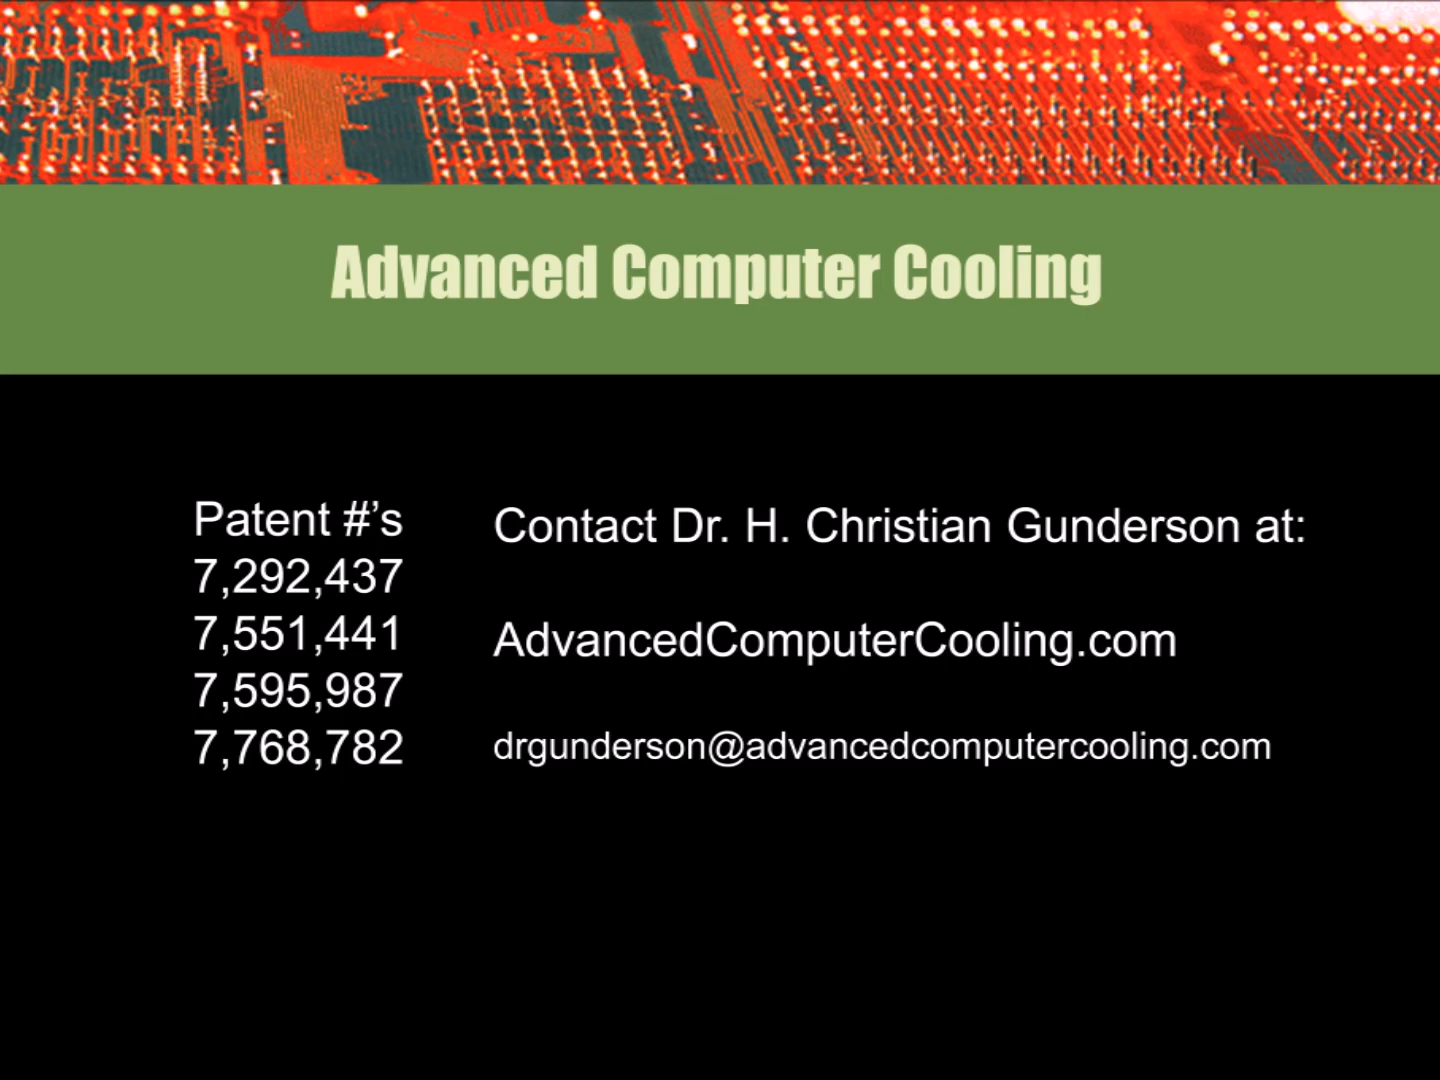 Advanced Computer Cooling
Patent #’s
7,292,437
7,551,441
7,595,987
7,768,782
Contact Dr. H. Christian Gunderson at:
AdvancedComputerCooling.com
drgunderson@advancedcomputercooling.com